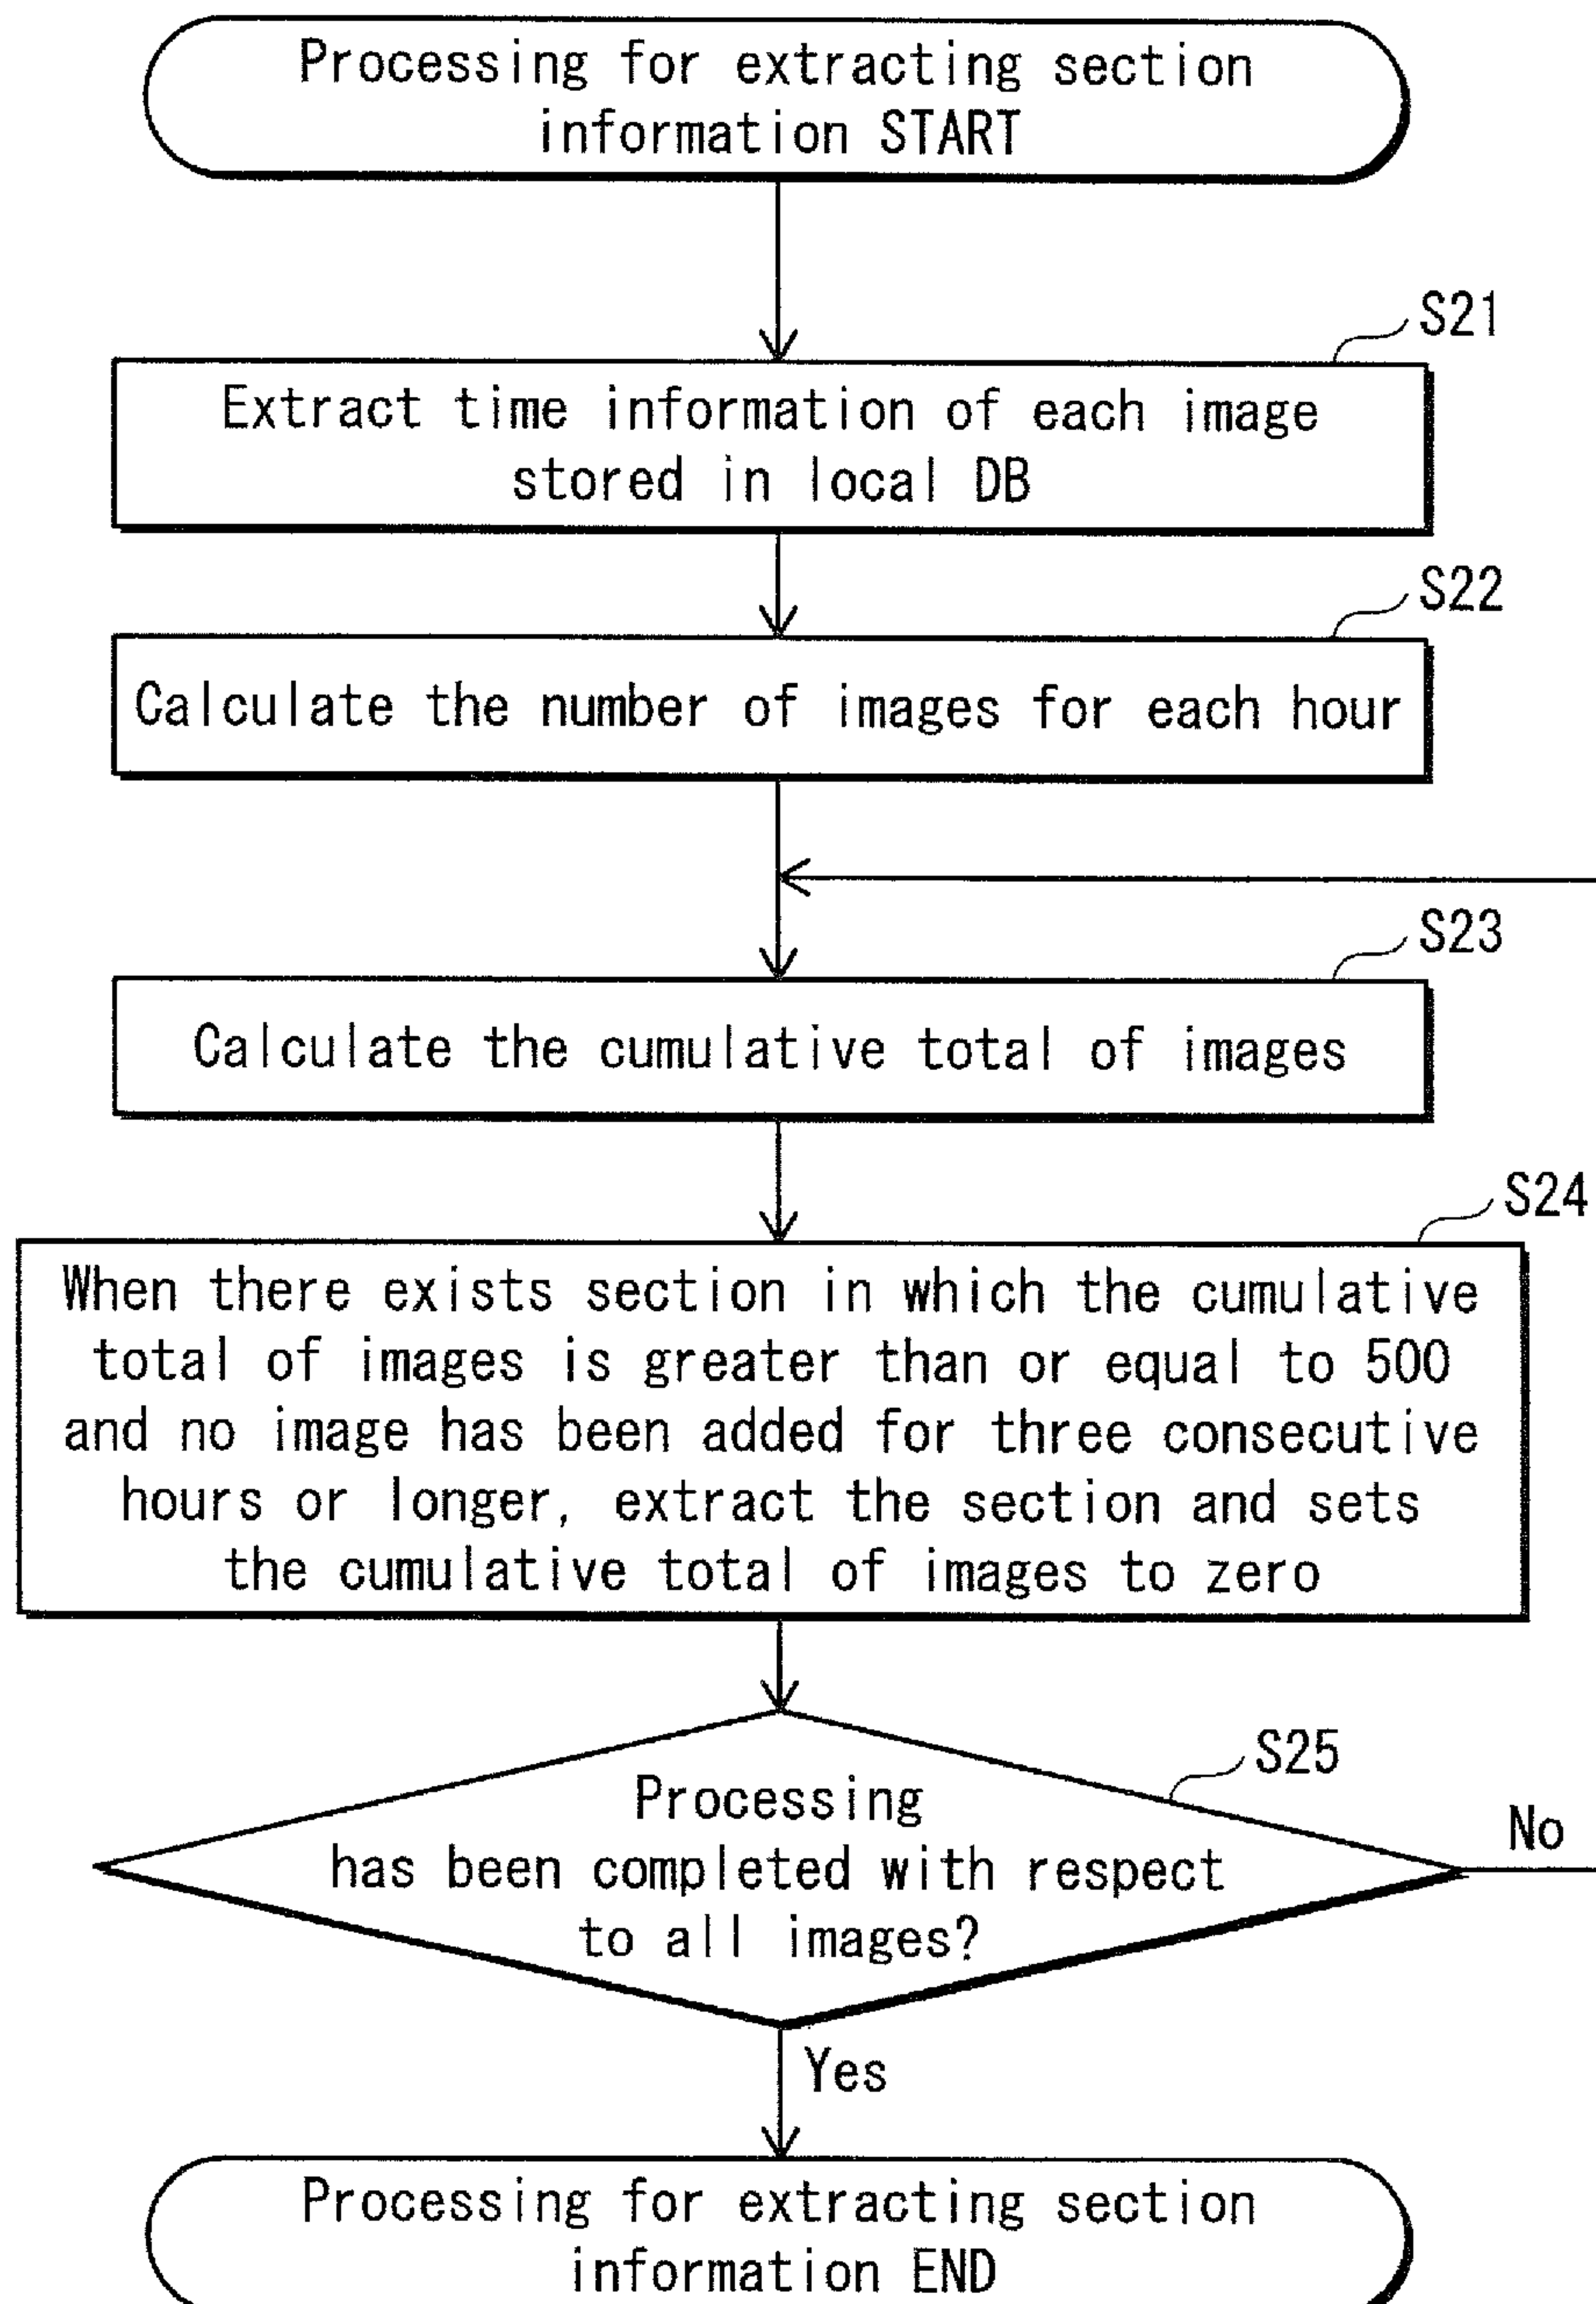 Processing for extracting section
information START
S21
Extract time information of each image
stored in local DB
S22
Calculate the number of images for each hour
S23
Calculate the cumulative total of images
S24
When there exists section in which the cumulative
total of images is greater than or equal to 500
and no image has been added for three consecutive
hours or longer, extract the section and sets
the cumulative total of images to zero
S25
Processing
has been completed with respect
to all images?
No
Yes
Processing for extracting section
information END